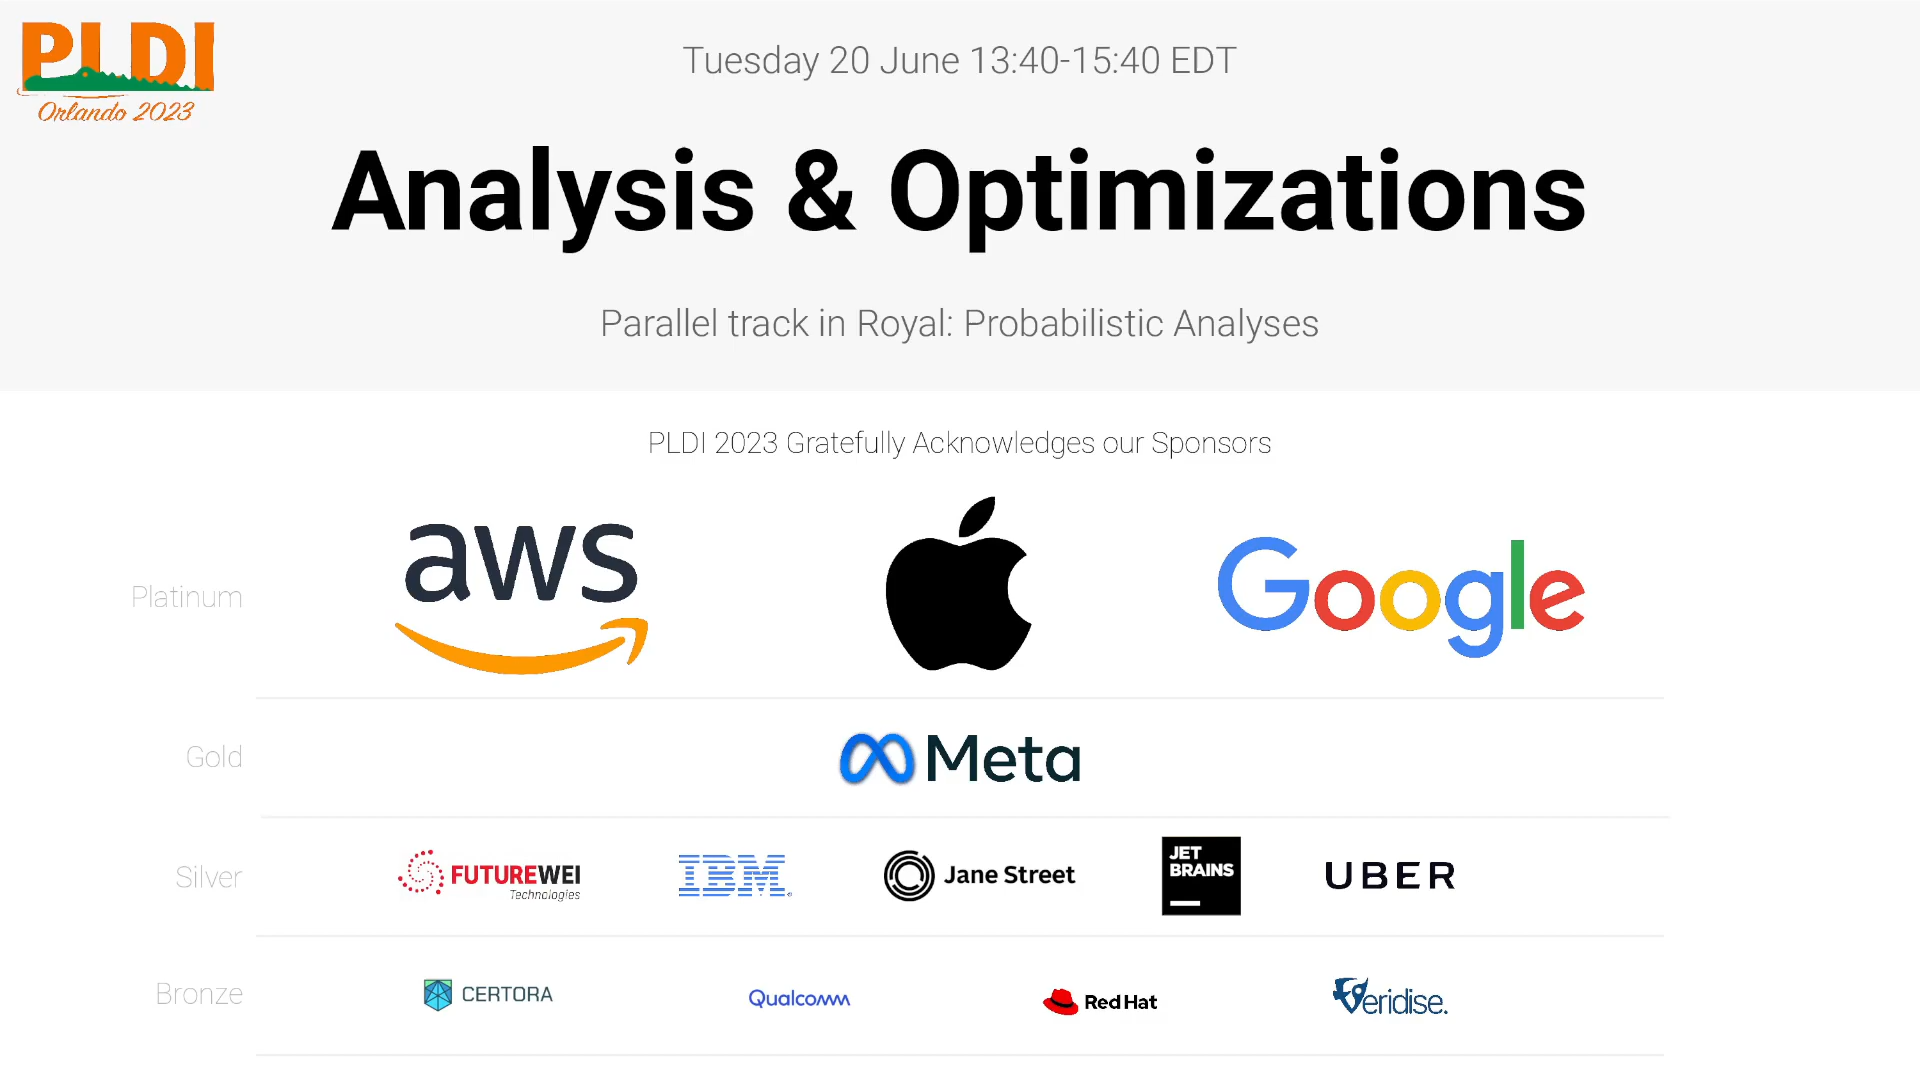 PLDI
Orlando 2023
Tuesday 20 June 13:40-15:40 EDT
Analysis & Optimizations
Parallel track in Royal: Probabilistic Analyses
PLDI 2023 Gratefully Acknowledges our Sponsors
Platinum
aws
Google
Gold
Meta
Silver
FUTUREWEI
Technologies
IBM
Jane Street
JET
BRAINS
UBER
Bronze
CERTORA
Qualcomm
Red Hat
Veridise.